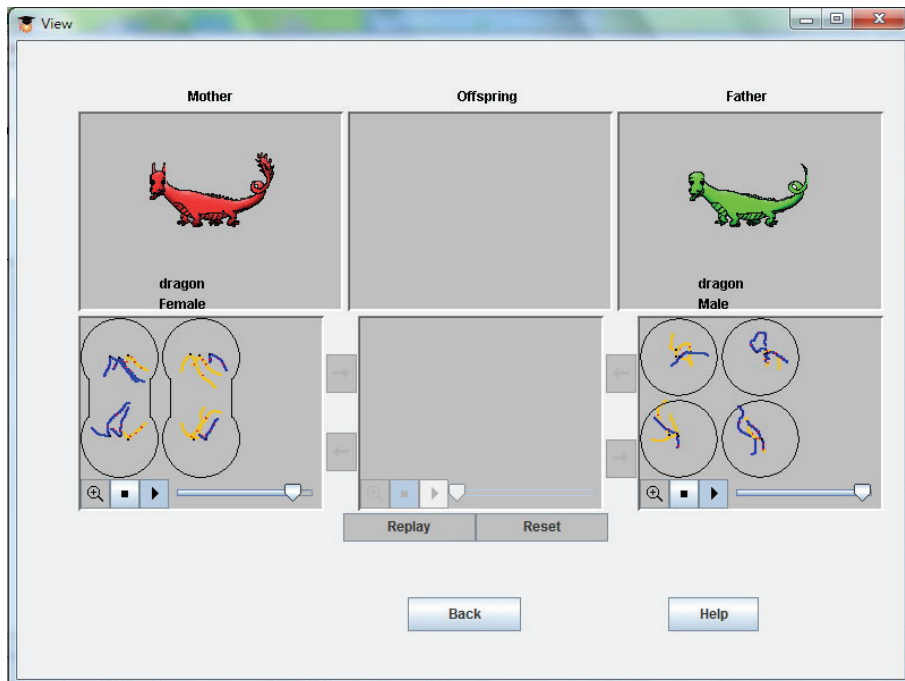 View
Mother Offspring Father
dragon dragon
Female Male
Replay Reset
Back Help